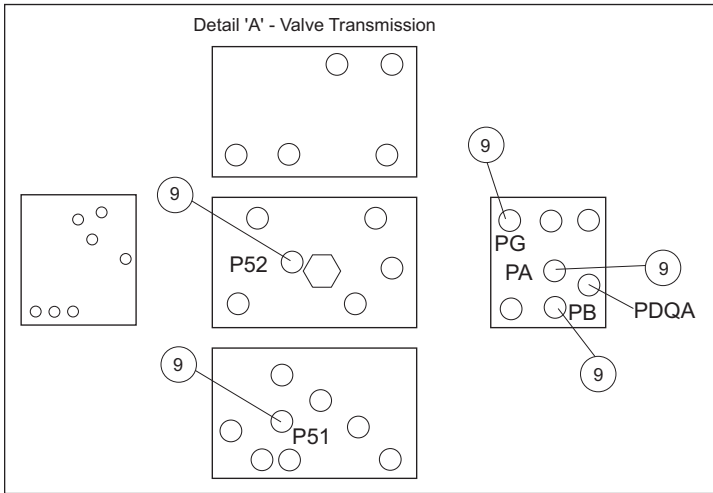 Detail 'A' - Valve Transmission
9
9
PG
P52
PA
9
PB
PDQA
9
9
P51